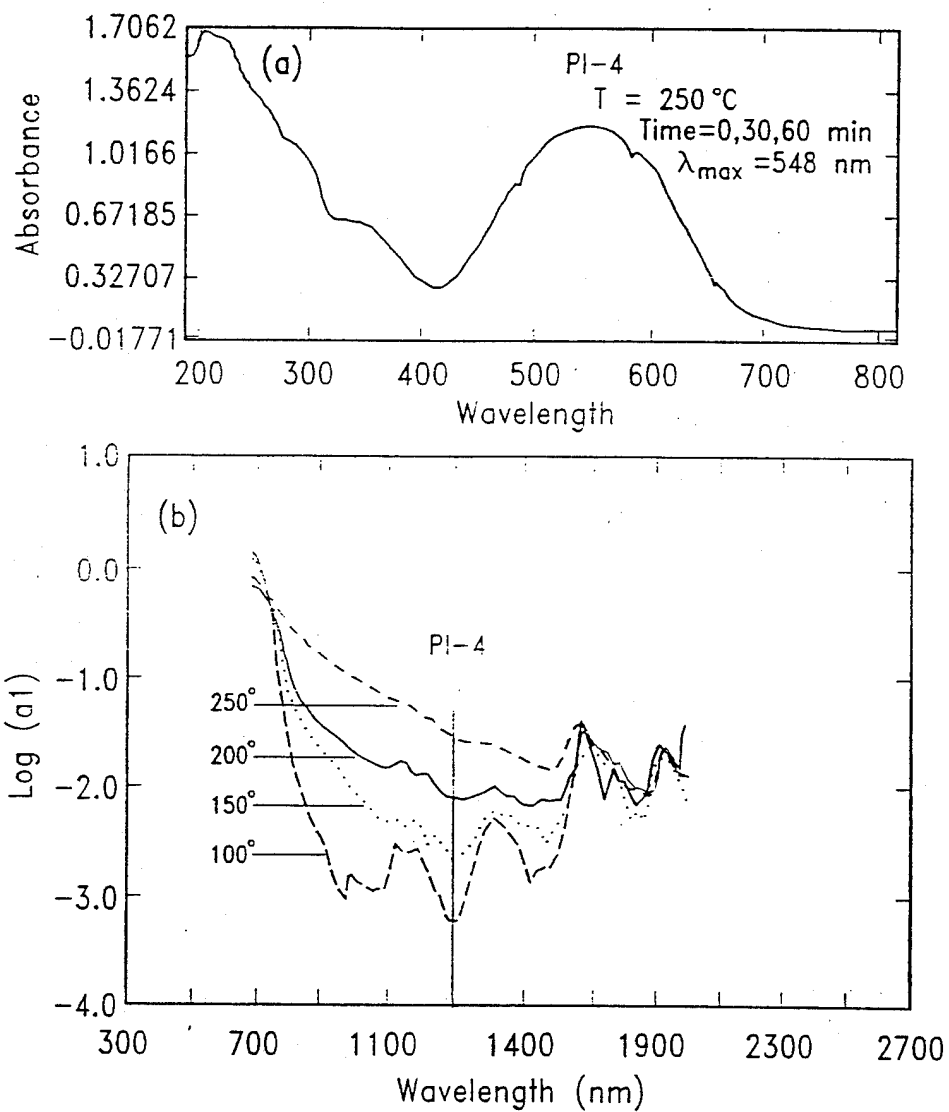 1.7062
(a)
PI-4
1.3624
T = 250 °C
Time=0,30,60 min
1.0166
λmax =548 nm
Absorbance
0.67185
0.32707
-0.01771
200 300 400 500 600 700 800
Wavelength
1.0
(b)
0.0
PI-4
-1.0
250°
Log (a1)
200°
-2.0
150°
100°
-3.0
-4.0
300 700 1100 1400 1900 2300 2700
Wavelength (nm)